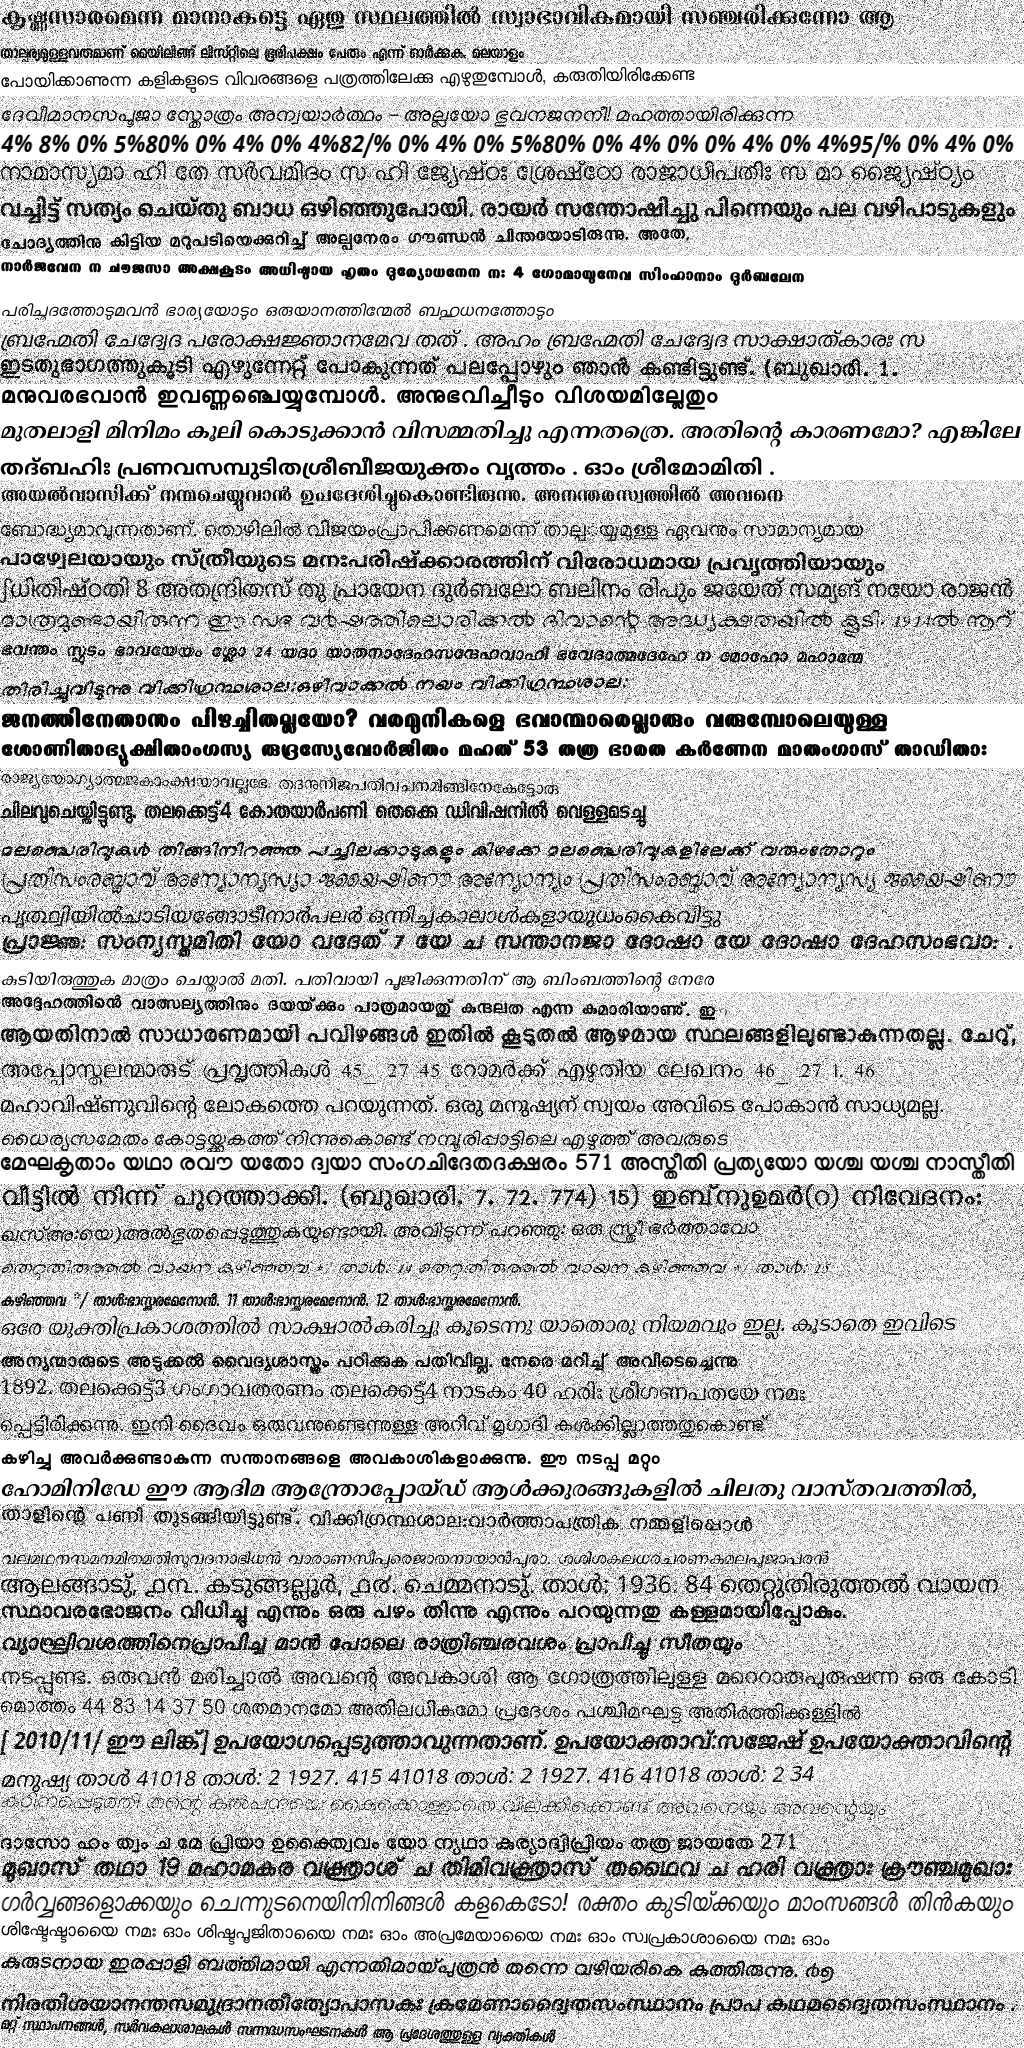 കൃഷ്ണസാരമെന്ന മാനാകട്ടെ ഏതു സ്ഥലത്തിൽ സ്വാഭാവികമായി സഞ്ചരിക്കുന്നോ ആ
താല്പര്യമുള്ളവരുമാണ് മെയിലിങ്ങ് ലിസ്റ്റിലെ ഭൂരിപക്ഷം പേരും എന്ന് ഓർക്കുക. മലയാളം
പോയിക്കാണുന്ന കളികളുടെ വിവരങ്ങളെ പത്രത്തിലേക്കു എഴുതുമ്പോൾ, കരുതിയിരിക്കേണ്ട
ദേവീമാനസപൂജാ സ്തോത്രം അന്വയാർത്ഥം – അല്ലയോ ഭുവനജനനീ! മഹത്തായിരിക്കുന്ന
4% 8% 0% 5%80% 0% 4% 0% 4%82/% 0% 4% 0% 5%80% 0% 4% 0% 0% 4% 0% 4%95/% 0% 4% 0%
നാമാസ്യമാ ഹി തേ സർവമിദം സ ഹി ജ്യേഷ്ഠഃ ശ്രേഷ്ഠോ രാജാധിപതിഃ സ മാ ജ്യൈഷ്ഠ്യം
വച്ചിട്ട് സത്യം ചെയ്തു ബാധ ഒഴിഞ്ഞുപോയി. രായർ സന്തോഷിച്ചു പിന്നെയും പല വഴിപാടുകളും
ചോദ്യത്തിനു കിട്ടിയ മറുപടിയെക്കുറിച്ച് അല്പനേരം ഗൗണ്ഡൻ ചിന്തയോടിരുന്നു. അതേ,
നാർജവേന ന ചൗജസാ അക്ഷകൂടം അധിഷ്ഠായ ഹൃതം ദുര്യോധനേന നഃ 4 ഗോമായുനേവ സിംഹാനാം ദുർബലേന
പരിച്ഛദത്തോടുമവൻ ഭാര്യയോടും ഒരുയാനത്തിന്മേൽ ബഹുധനത്തോടും
ബ്രഹ്മേതി ചേദ്വേദ പരോക്ഷജ്ഞാനമേവ തത് . അഹം ബ്രഹ്മേതി ചേദ്വേദ സാക്ഷാത്കാരഃ സ
ഇടതുഭാഗത്തുകൂടി എഴുന്നേറ്റ് പോകുന്നത് പലപ്പോഴും ഞാൻ കണ്ടിട്ടുണ്ട്. (ബുഖാരി. 1.
മനുവരഭവാൻ ഇവണ്ണഞ്ചെയ്യുമ്പോൾ. അനുഭവിച്ചീടും വിശയമില്ലേതും
മുതലാളി മിനിമം കൂലി കൊടുക്കാൻ വിസമ്മതിച്ചു എന്നതത്രെ. അതിന്റെ കാരണമോ? എങ്കിലേ
തദ്ബഹിഃ പ്രണവസമ്പുടിതശ്രീബീജയുക്തം വൃത്തം . ഓം ശ്രീമോമിതി .
അയൽവാസിക്ക് നന്മചെയ്യുവാൻ ഉപദേശിച്ചുകൊണ്ടിരുന്നു. അനന്തരസ്വത്തിൽ അവനെ
ബോദ്ധ്യമാവുന്നതാണ്. തൊഴിലിൽ വിജയംപ്രാപിക്കണമെന്ന് താല്പര്യമുള്ള ഏവനും സാമാന്യമായ
പാഴ്വേലയായും സ്ത്രീയുടെ മനഃപരിഷ്ക്കാരത്തിന് വിരോധമായ പ്രവൃത്തിയായും
ഽധിതിഷ്ഠതി 8 അതന്ദ്രിതസ് തു പ്രായേന ദുർബലോ ബലിനം രിപും ജയേത് സമ്യങ് നയോ രാജൻ
മാത്രമുണ്ടായിരുന്ന ഈ സഭ വർഷത്തിലൊരിക്കൽ ദിവാന്റെ അദ്ധ്യക്ഷതയിൽ കൂടി. 1914ൽ നൂറ്
ഭവന്തം സ്ഫുടം ഭാവയേയം ശ്ലോ 24 യദാ യാതനാദേഹസന്ദേഹവാഹീ ഭവേദാത്മദേഹേ ന മോഹോ മഹാന്മേ
തിരിച്ചുവിടുന്നു വിക്കിഗ്രന്ഥശാല:ഒഴിവാക്കൽ നയം വിക്കിഗ്രന്ഥശാല:
ജനത്തിനേതാനും പിഴച്ചിതല്ലയോ? വരമുനികളെ ഭവാന്മാരെല്ലാരും വരുമ്പോലെയുള്ള
ശോണിതാഭ്യുക്ഷിതാംഗസ്യ രുദ്രസ്യേവോർജിതം മഹത് 53 തത്ര ഭാരത കർണേന മാതംഗാസ് താഡിതാഃ
രാജ്യയോഗ്യാത്മജകാംക്ഷയാവല്ലഭേ. തദനുനിജപതിവചനമിങ്ങിനേകേട്ടോരു
ചിലവുചെയ്തിട്ടുണ്ടു. തലക്കെട്ട്4 കോതയാർപണി തെക്കെ ഡിവിഷനിൽ വെള്ളമടച്ചു
മലഞ്ചെരിവുകൾ തിങ്ങിനിറഞ്ഞ പച്ചിലക്കാടുകളും കിഴക്കേ മലഞ്ചെരിവുകളിലേക്ക് വരുംതോറും
പ്രതിസംരബ്ധാവ് അന്യോന്യസ്യാ ജയൈഷിണൗ അന്യോന്യം പ്രതിസംരബ്ധാവ് അന്യോന്യസ്യ ജയൈഷിണൗ
പൃത്ഥ്വിയിൽചാടിയങ്ങോടീനാർപലർ ഒന്നിച്ചകാലാൾകളായുധംകൈവിട്ടു
പ്രാജ്ഞഃ സംന്യസ്തമിതി യോ വദേത് 7 യേ ച സന്താനജാ ദോഷാ യേ ദോഷാ ദേഹസംഭവാഃ .
കുടിയിരുത്തുക മാത്രം ചെയ്താൽ മതി. പതിവായി പൂജിക്കുന്നതിന് ആ ബിംബത്തിന്റെ നേരേ
അദ്ദേഹത്തിൻ വാത്സല്യത്തിനും ദയയ്ക്കും പാത്രമായതു് കുന്ദലത എന്ന കുമാരിയാണു്. ഇ
ആയതിനാൽ സാധാരണമായി പവിഴങ്ങൾ ഇതിൽ കൂടുതൽ ആഴമായ സ്ഥലങ്ങളിലുണ്ടാകുന്നതല്ല. ചേറു്,
അപ്പോസ്തലന്മാരുട് പ്രവൃത്തികൾ 45_ 27 45 റോമർക്ക് എഴുതിയ ലേഖനം 46_ 27 1. 46
മഹാവിഷ്ണുവിന്റെ ലോകത്തെ പറയുന്നത്. ഒരു മനുഷ്യന് സ്വയം അവിടെ പോകാൻ സാധ്യമല്ല.
ധൈര്യസമേതം കോട്ടയ്ക്കകത്ത് നിന്നുകൊണ്ട് നമ്പൂരിപ്പാട്ടിലെ എഴുത്ത് അവരുടെ
മേഘകൃതാം യഥാ രവൗ യതോ ദ്വയാ സംഗചിദേതദക്ഷരം 571 അസ്തീതി പ്രത്യയോ യശ്ച യശ്ച നാസ്തീതി
വീട്ടിൽ നിന്ന് പുറത്താക്കി. (ബുഖാരി. 7. 72. 774) 15) ഇബ്നുഉമർ(റ) നിവേദനം:
ഖസ്അ:യെ)അൽഭുതപ്പെടുത്തുകയുണ്ടായി. അവിടുന്ന് പറഞ്ഞു: ഒരു സ്ത്രീ ഭർത്താവോ
തെറ്റുതിരുത്തൽ വായന കഴിഞ്ഞവ താൾ: 14 തെറ്റുതിരുത്തൽ വായന കഴിഞ്ഞവ താൾ: 15
കഴിഞ്ഞവ താൾ:ഭാസ്ക്കരമേനോൻ. 11 താൾ:ഭാസ്ക്കരമേനോൻ. 12 താൾ:ഭാസ്ക്കരമേനോൻ.
ഒരേ യുക്തിപ്രകാശത്തിൽ സാക്ഷാൽകരിച്ചു കൂടെന്നു യാതൊരു നിയമവും ഇല്ല. കൂടാതെ ഇവിടെ
അന്യന്മാരുടെ അടുക്കൽ വൈദ്യശാസ്ത്രം പഠിക്കുക പതിവില്ല. നേരെ മറിച്ച് അവിടെച്ചെന്നു
1892. തലക്കെട്ട്3 ഗംഗാവതരണം തലക്കെട്ട്4 നാടകം 40 ഹരിഃ ശ്രീഗണപതയേ നമഃ
പ്പെട്ടിരിക്കുന്നു. ഇനി ദൈവം ഒരുവനുണ്ടെന്നുള്ള അറിവ് മൃഗാദി കൾക്കില്ലാത്തതുകൊണ്ട്
കഴിച്ചു അവർക്കുണ്ടാകുന്ന സന്താനങ്ങളെ അവകാശികളാക്കുന്നു. ഈ നടപ്പു മറ്റും
ഹോമിനിഡേ ഈ ആദിമ ആന്ത്രോപ്പോയ്ഡ് ആൾക്കുരങ്ങുകളിൽ ചിലതു വാസ്തവത്തിൽ,
താളിന്റെ പണി തുടങ്ങിയിട്ടുണ്ട്. വിക്കിഗ്രന്ഥശാല:വാർത്താപത്രിക നമ്മളിപ്പൊൾ
വലമഥനസമനമിതമതിസുവദനാഭിധൻ വാരാണസിപുരെജാതനായാൻപുരാ. ശശിശകലധരചരണകമലപൂജാപരൻ
ആലങ്ങാടു്, ൧൩. കടുങ്ങല്ലൂർ, ൧൪. ചെമ്മനാടു്. താൾ: 1936. 84 തെറ്റുതിരുത്തൽ വായന
സ്ഥാവരഭോജനം വിധിച്ചു എന്നും ഒരു പഴം തിന്നു എന്നും പറയുന്നതു കള്ളമായിപ്പോകും.
വ്യാഘ്രിവശത്തിനെപ്രാപിച്ച മാൻ പോലെ രാത്രിഞ്ചരവശം പ്രാപിച്ചൂ സീതയും
നടപ്പുണ്ട. ഒരുവൻ മരിച്ചാൽ അവന്റെ അവകാശി ആ ഗോത്രത്തിലുള്ള മറെറാരുപുരുഷന്ന ഒരു കോടി
മൊത്തം 44 83 14 37 50 ശതമാനമോ അതിലധികമോ പ്രദേശം പശ്ചിമഘട്ട അതിർത്തിക്കുള്ളിൽ
[ 2010/11/ ഈ ലിങ്ക്] ഉപയോഗപ്പെടുത്താവുന്നതാണ്. ഉപയോക്താവ്:സജേഷ് ഉപയോക്താവിന്റെ
മനുഷ്യ താൾ 41018 താൾ: 2 1927. 415 41018 താൾ: 2 1927. 416 41018 താൾ: 2 34
കഠിനപ്പെടുമന് തന്റെ കൽപനയെ കൈക്കൊള്ളാതെ വിലക്കിക്കൊണ്ട് അവനെയും അവന്റെയും
ദാസോ ഹം ത്വം ച മേ പ്രിയാ ഉക്ത്വൈവം യോ ന്യഥാ കുര്യാദ്വിപ്രിയം തത്ര ജായതേ 271
മൂഖാസ് തഥാ 19 മഹാമകര വക്ത്രാശ് ച തിമിവക്ത്രാസ് തഥൈവ ച ഹരി വക്ത്രാഃ ക്രൗഞ്ചമുഖാഃ
ഗർവ്വങ്ങളൊക്കയും ചെന്നുടനെയിനിനിങ്ങൾ കളകെടോ! രക്തം കുടിയ്ക്കയും മാംസങ്ങൾ തിൻകയും
ശിഷ്ടേഷ്ടായൈ നമഃ ഓം ശിഷ്ടപൂജിതായൈ നമഃ ഓം അപ്രമേയായൈ നമഃ ഓം സ്വപ്രകാശായൈ നമഃ ഓം
കുരുടനായ ഇരപ്പാളി ബർത്തിമായി എന്നതിമായ്പുത്രൻ തന്നെ വഴിയരികെ കുത്തിരുന്നു. ൪൭
നിരതിശയാനന്തസമുദ്രാനതീത്യോപാസകഃ ക്രമേണാദ്വൈതസംസ്ഥാനം പ്രാപ കഥമദ്വൈതസംസ്ഥാനം .
മറ്റ് സ്ഥാപനങ്ങൾ, സർവകലാശാലകൾ സന്നദ്ധസംഘടനകൾ ആ പ്രദേശത്തുള്ള വ്യക്തികൾ